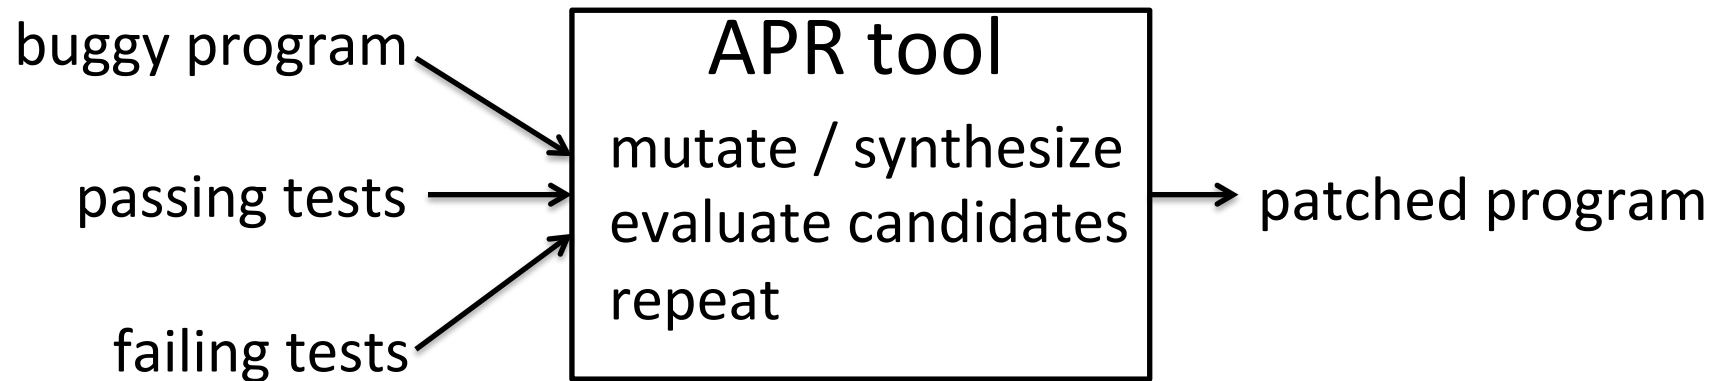 buggy program
passing tests
failing tests
APR tool
mutate / synthesize
evaluate candidates
repeat
patched program